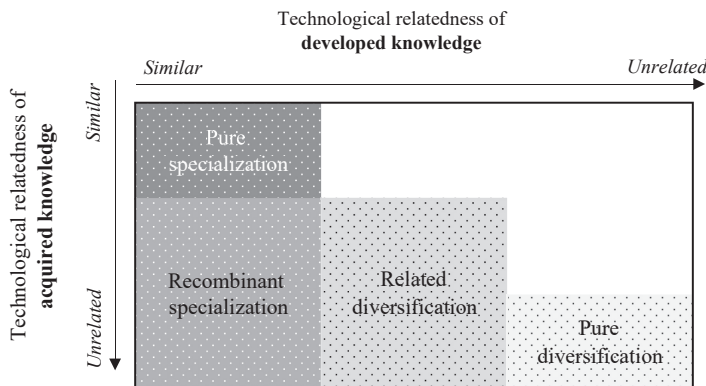 Technological relatedness of
developed knowledge
Similar
Unrelated
Technological relatedness of
acquired knowledge
Similar
Unrelated
Pure
specialization
Recombinant
specialization
Related
diversification
Pure
diversification